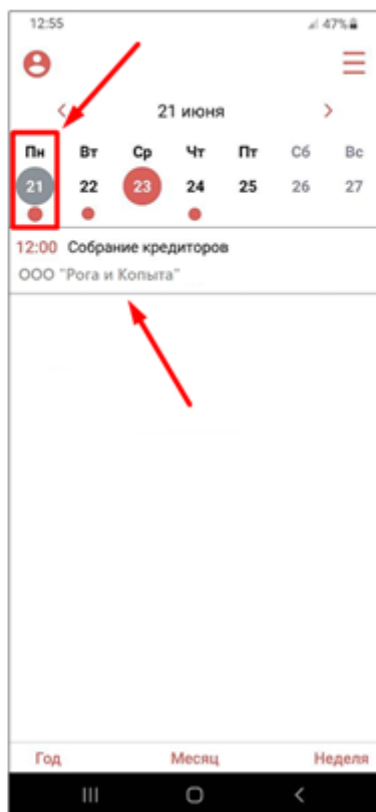 12:55 47%
21 июня
Пн Вт Ср Чт Пт Сб Вс
21 22 23 24 25 26 27
12:00 Собрание кредиторов
ООО "Рога и Копыта"
Год Месяц Неделя